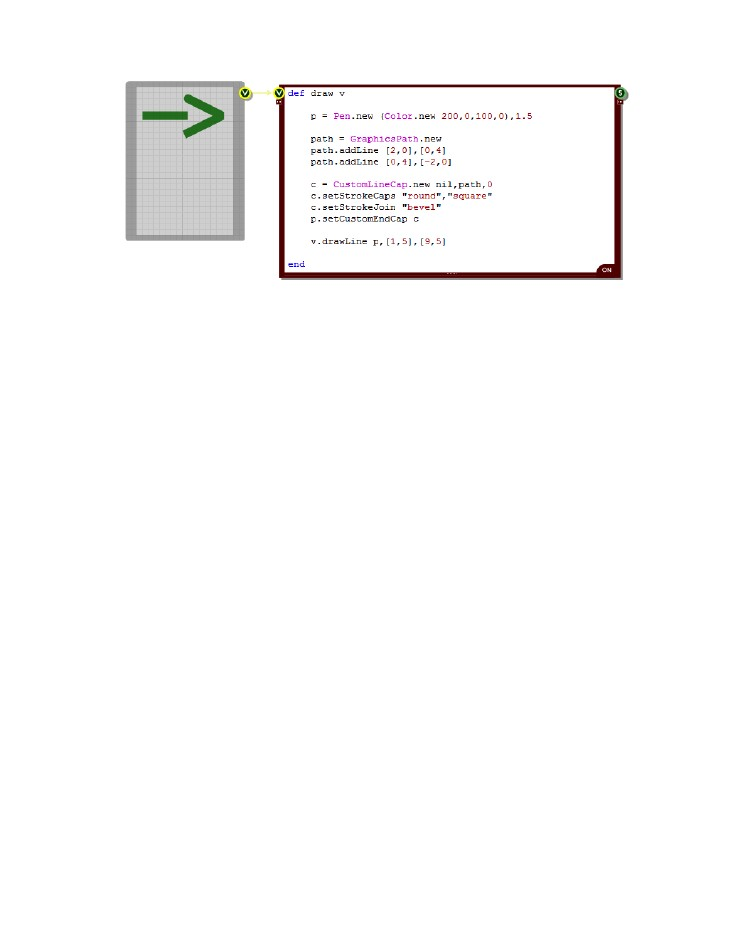 V
V
S
def draw v
p = Pen.new (Color.new 200,0,100,0),1.5
path = GraphicsPath.new
path.addLine [2,0],[0,4]
path.addLine [0,4],[-2,0]
c = CustomLineCap.new nil,path,0
c.setStrokeCaps "round","square"
c.setStrokeJoin "bevel"
p.setCustomEndCap c
v.drawLine p,[1,5],[9,5]
end
ON